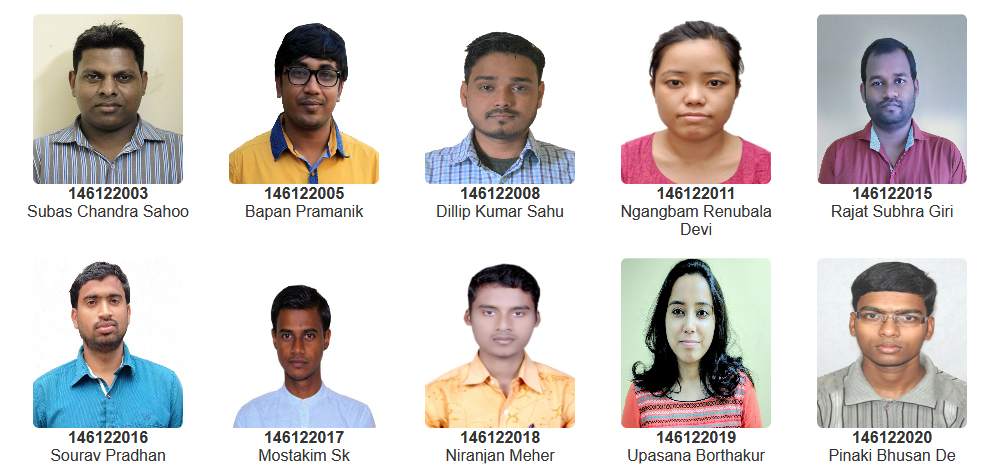 146122003
Subas Chandra Sahoo
146122005
Bapan Pramanik
146122008
Dillip Kumar Sahu
146122011
Ngangbam Renubala
Devi
146122015
Rajat Subhra Giri
146122016
Sourav Pradhan
146122017
Mostakim Sk
146122018
Niranjan Meher
146122019
Upasana Borthakur
146122020
Pinaki Bhusan De